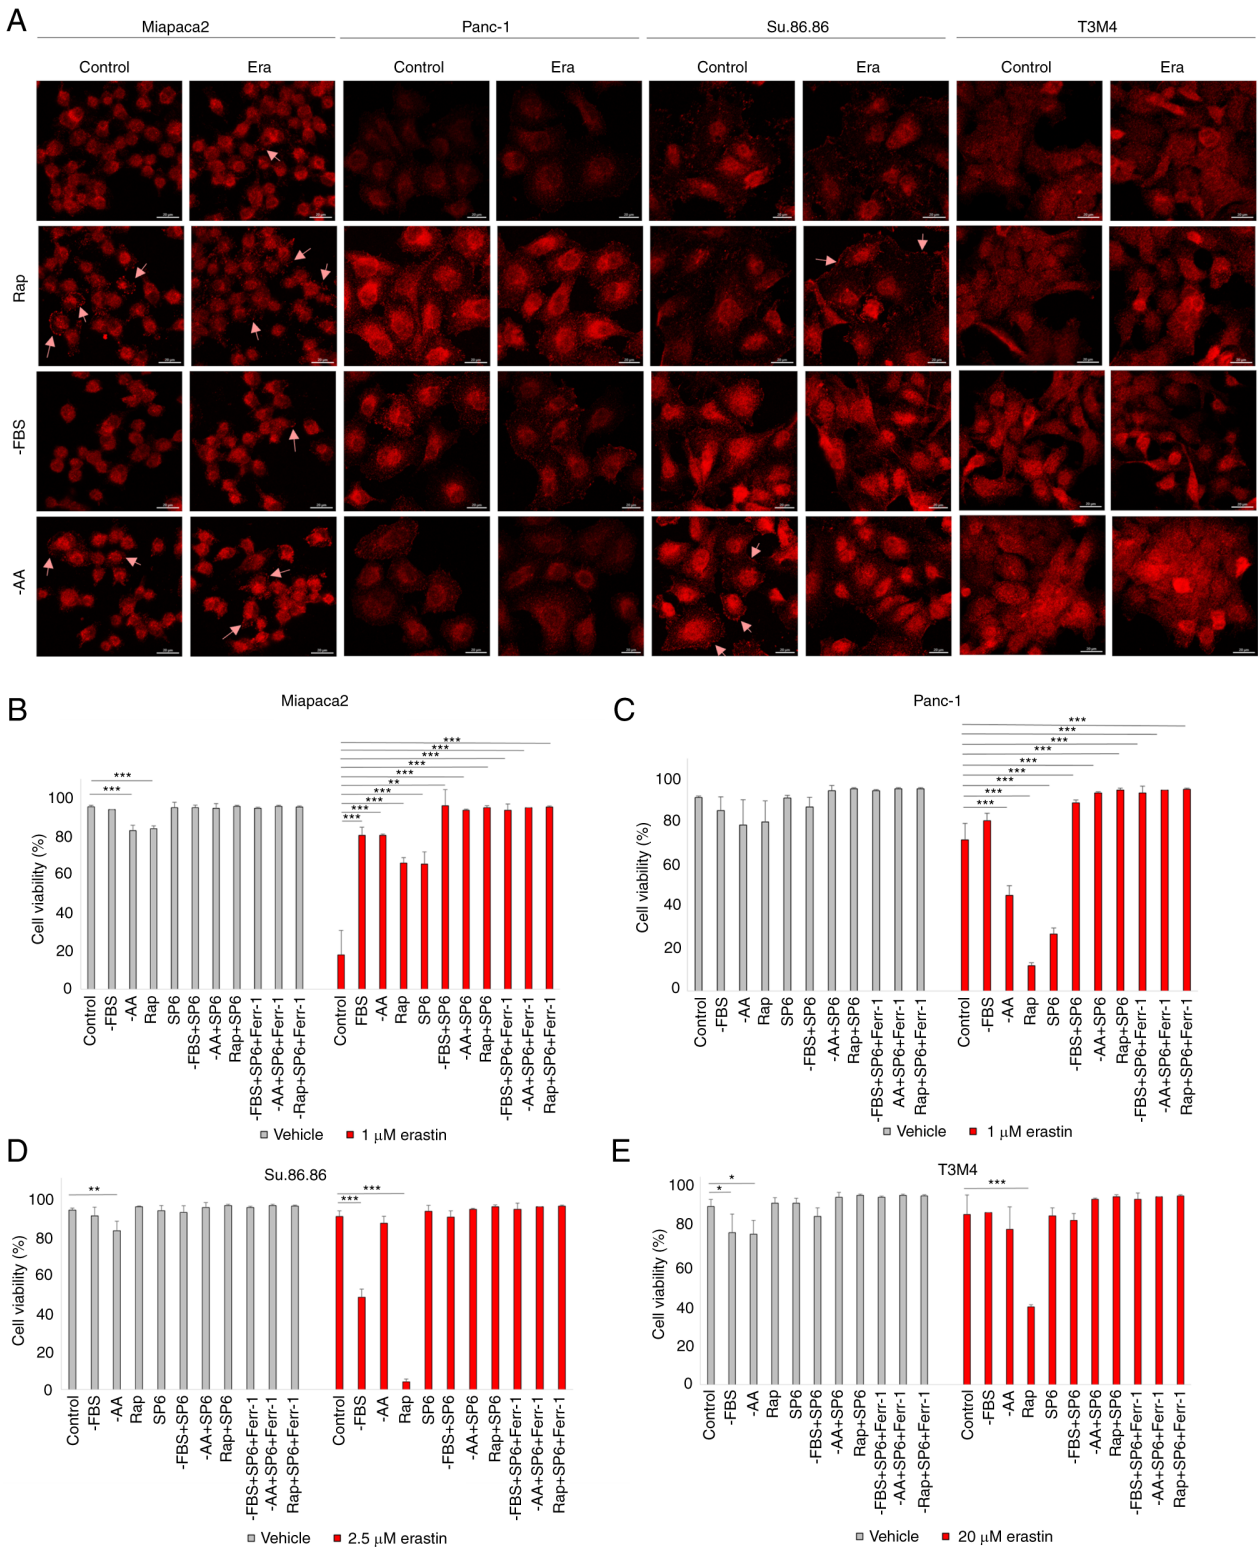 A
Miapaca2 Panc-1 Su.86.86 T3M4
Control Era Control Era Control Era Control Era
Rap
-FBS
-AA
B
Miapaca2
Cell viability (%)
100
80
60
40
20
0
*** *** *** *** *** *** ** *** *** *** *** ***
Control -FBS -AA Rap SP6 -FBS+SP6 -AA+SP6 Rap+SP6 -FBS+SP6+Ferr-1 -AA+SP6+Ferr-1 -Rap+SP6+Ferr-1
Control FBS -AA Rap SP6 -FBS+SP6 -AA+SP6 Rap+SP6 -FBS+SP6+Ferr-1 -AA+SP6+Ferr-1 Rap+SP6+Ferr-1
Vehicle 1 µM erastin
C
Panc-1
Cell viability (%)
100
80
60
40
20
0
*** *** *** *** *** *** *** *** ***
Control -FBS -AA Rap SP6 -FBS+SP6 -AA+SP6 Rap+SP6 -FBS+SP6+Ferr-1 AA+SP6+Ferr-1 Rap+SP6+Ferr-1
Control -FBS -AA Rap SP6 -FBS+SP6 -AA+SP6 Rap+SP6 -FBS+SP6+Ferr-1 -AA+SP6+Ferr-1 Rap+SP6+Ferr-1
Vehicle 1 µM erastin
D
Su.86.86
Cell viability (%)
100
80
60
40
20
0
** *** ***
Control -FBS -AA Rap SP6 -FBS+SP6 -AA+SP6 Rap+SP6 -FBS+SP6+Ferr-1 -AA+SP6+Ferr-1 Rap+SP6+Ferr-1
Control -FBS -AA Rap SP6 -FBS+SP6 -AA+SP6 Rap+SP6 -FBS+SP6+Ferr-1 -AA+SP6+Ferr-1 Rap+SP6+Ferr-1
Vehicle 2.5 µM erastin
E
T3M4
Cell viability (%)
100
80
60
40
20
0
* * ***
Control -FBS -AA Rap SP6 -FBS+SP6 -AA+SP6 Rap+SP6 -FBS+SP6+Ferr-1 -AA+SP6+Ferr-1 -Rap+SP6+Ferr-1
Control -FBS -AA Rap SP6 -FBS+SP6 -AA+SP6 Rap+SP6 -FBS+SP6+Ferr-1 -AA+SP6+Ferr-1 Rap+SP6+Ferr-1
Vehicle 20 µM erastin